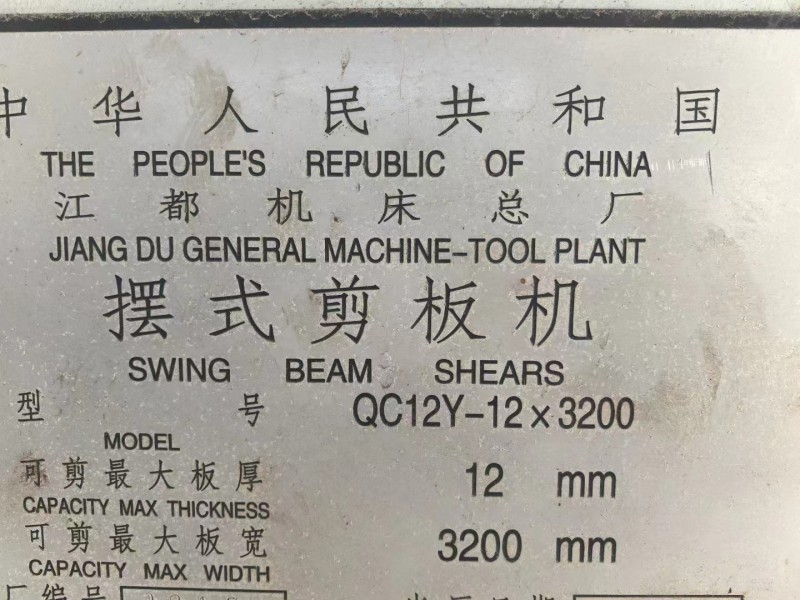 中华人民共和国
THE PEOPLE'S REPUBLIC OF CHINA
江都机床总厂
JIANG DU GENERAL MACHINE-TOOL PLANT
摆式剪板机
SWING BEAM SHEARS
型号 QC12Y-12×3200
MODEL
可剪最大板厚 12 mm
CAPACITY MAX THICKNESS
可剪最大板宽 3200 mm
CAPACITY MAX WIDTH
厂编号